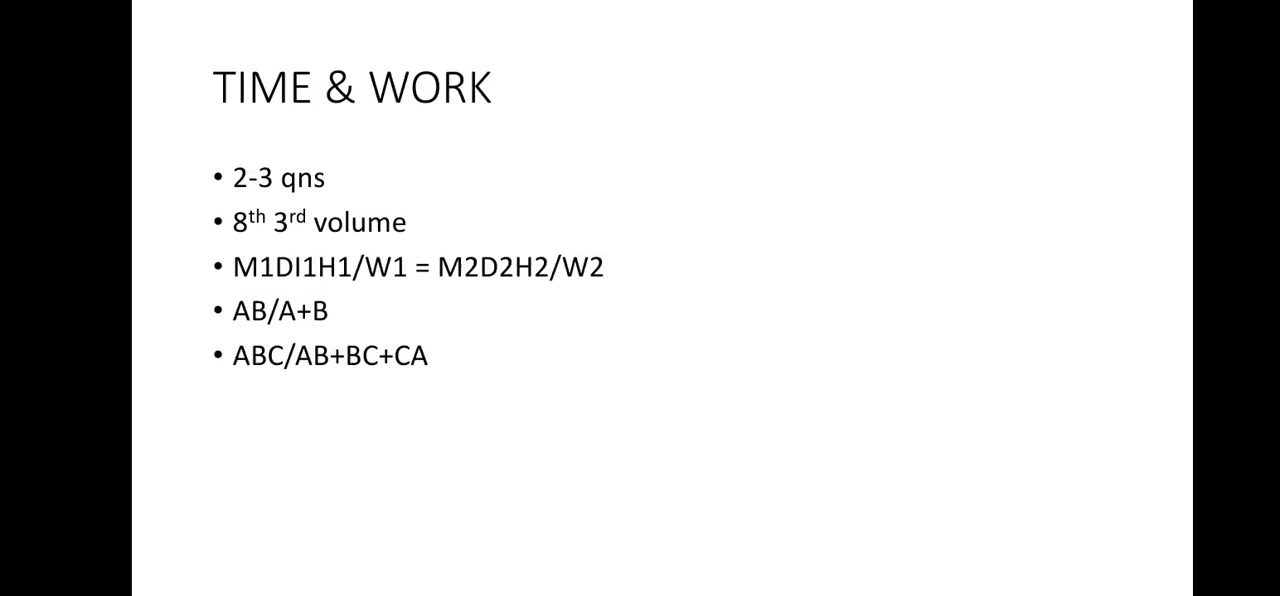 TIME & WORK
• 2-3 qns
• 8th 3rd volume
• M1DI1H1/W1 = M2D2H2/W2
• AB/A+B
• ABC/AB+BC+CA